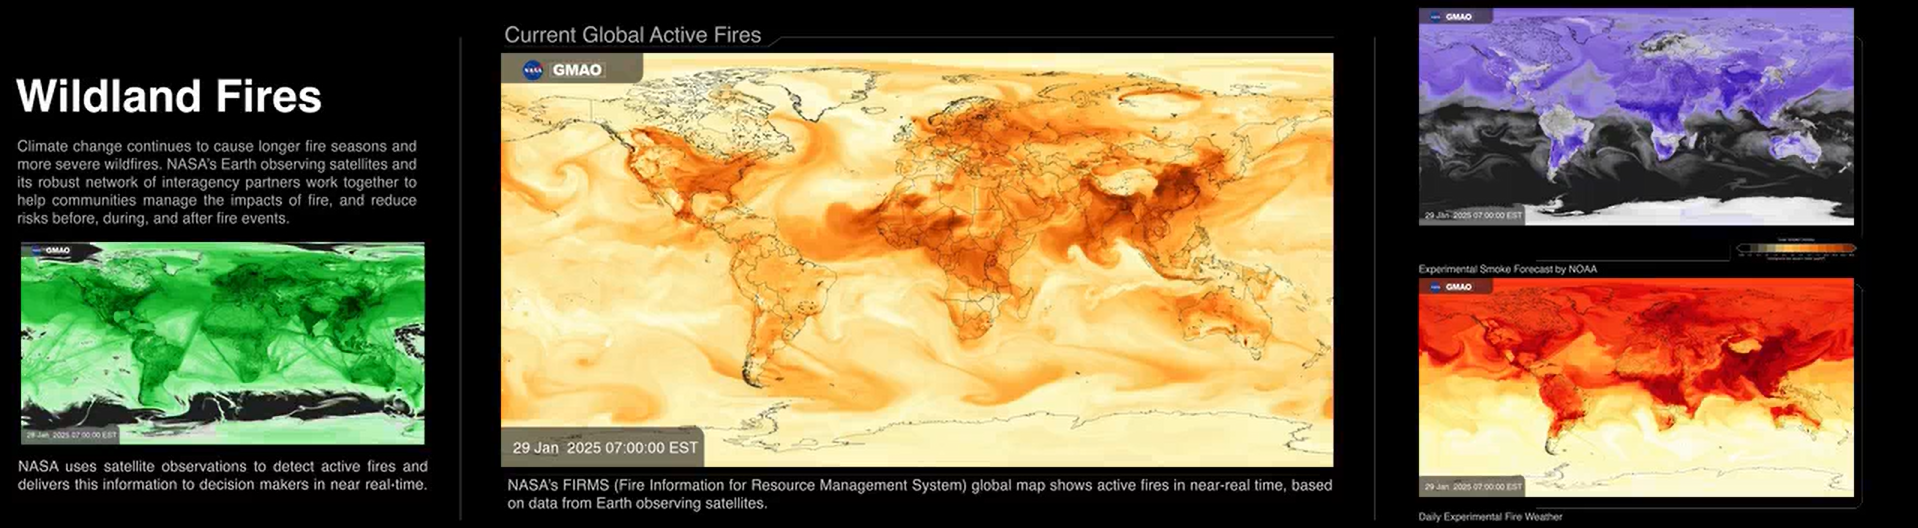 Wildland Fires
Climate change continues to cause longer fire seasons and
more severe wildfires. NASA's Earth observing satellites and
its robust network of interagency partners work together to
help communities manage the impacts of fire, and reduce
risks before, during, and after fire events.
NASA GMAO
29 Jan 2025 07:00:00 EST
NASA uses satellite observations to detect active fires and
delivers this information to decision makers in near real-time.
Current Global Active Fires
NASA GMAO
29 Jan 2025 07:00:00 EST
NASA's FIRMS (Fire Information for Resource Management System) global map shows active fires in near-real time, based
on data from Earth observing satellites.
NASA GMAO
29 Jan 2025 07:00:00 EST
Experimental Smoke Forecast by NOAA
NASA GMAO
29 Jan 2025 07:00:00 EST
Daily Experimental Fire Weather